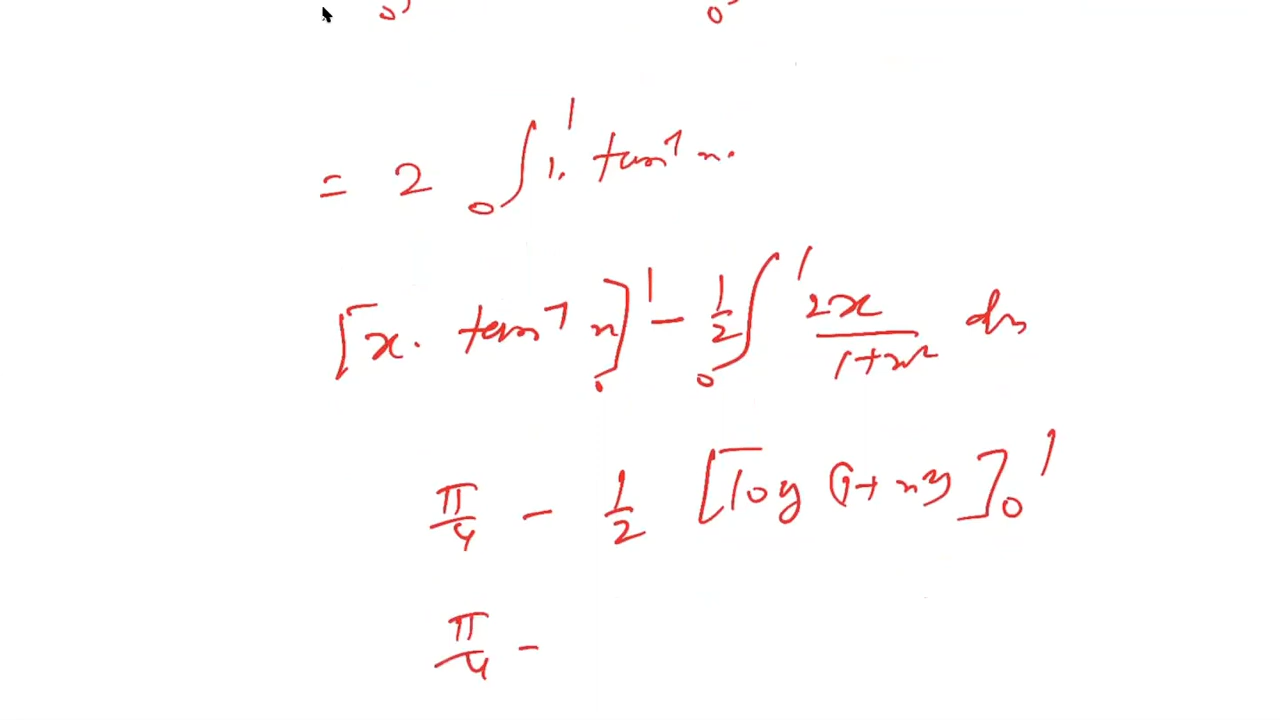 = 2 ∫₀¹ 1. tan⁻¹ x.
[x. tan⁻¹ x]₀¹ - 1/2 ∫₀¹ 2x/(1+x²) dx
π/4 - 1/2 [log (1+x²)]₀¹
π/4 -